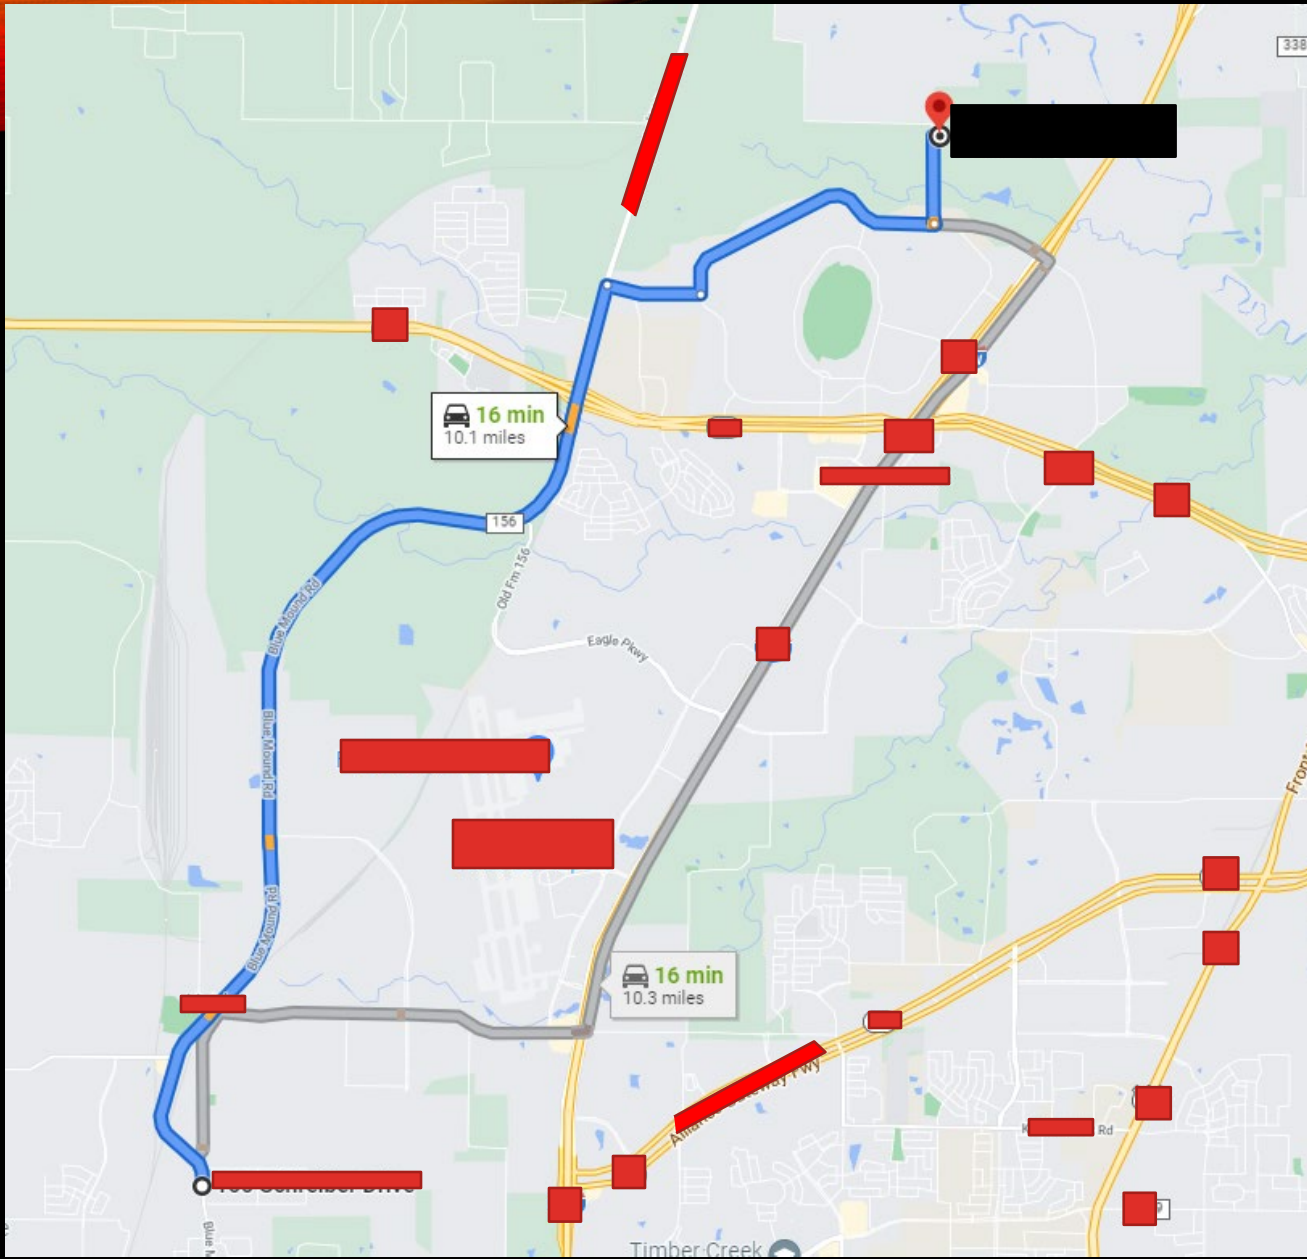 338
16 min
10.1 miles
156
Old Fm 156
Blue Mound Rd
Eagle Pkwy
Blue Mound Rd
Front
Blue Mound Rd
16 min
10.3 miles
Rd
Timber Creek